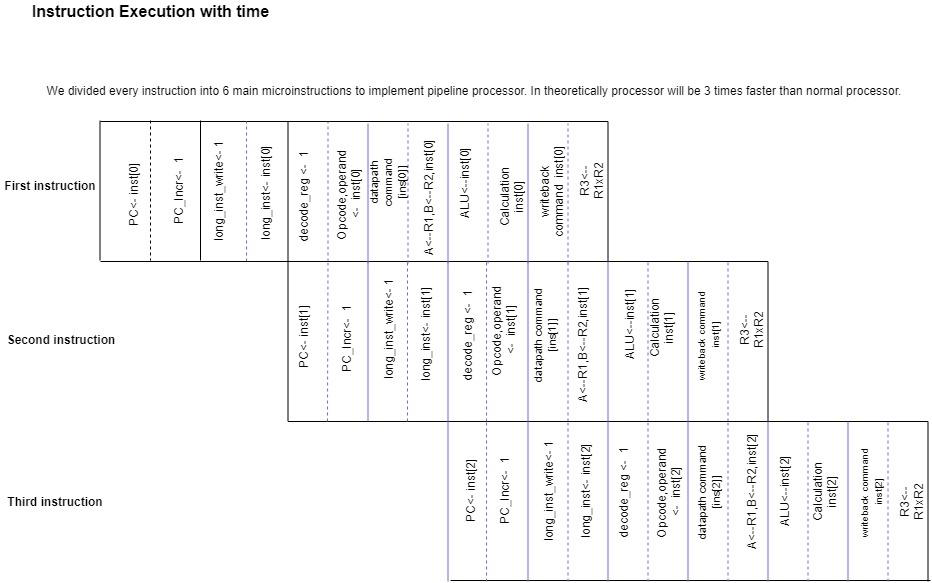 Instruction Execution with time
We divided every instruction into 6 main microinstructions to implement pipeline processor. In theoretically processor will be 3 times faster than normal processor.
First instruction
PC<- inst[0]
PC_Incr<- 1
long_inst_write<- 1
long_inst<- inst[0]
decode_reg <- 1
Opcode,operand
<- inst[0]
datapath
command
[ins[0]]
A<--R1,B<--R2,inst[0]
ALU<--inst[0]
Calculation
inst[0]
writeback
command inst[0]
R3<--
R1xR2
Second instruction
PC<- inst[1]
PC_Incr<- 1
long_inst_write<- 1
long_inst<- inst[1]
decode_reg <- 1
Opcode,operand
<- inst[1]
datapath command
[ins[1]]
A<--R1,B<--R2,inst[1]
ALU<--inst[1]
Calculation
inst[1]
writeback command
inst[1]
R3<--
R1xR2
Third instruction
PC<- inst[2]
PC_Incr<- 1
long_inst_write<- 1
long_inst<- inst[2]
decode_reg <- 1
Opcode,operand
<- inst[2]
datapath command
[ins[2]]
A<--R1,B<--R2,inst[2]
ALU<--inst[2]
Calculation
inst[2]
writeback command
inst[2]
R3<--
R1xR2